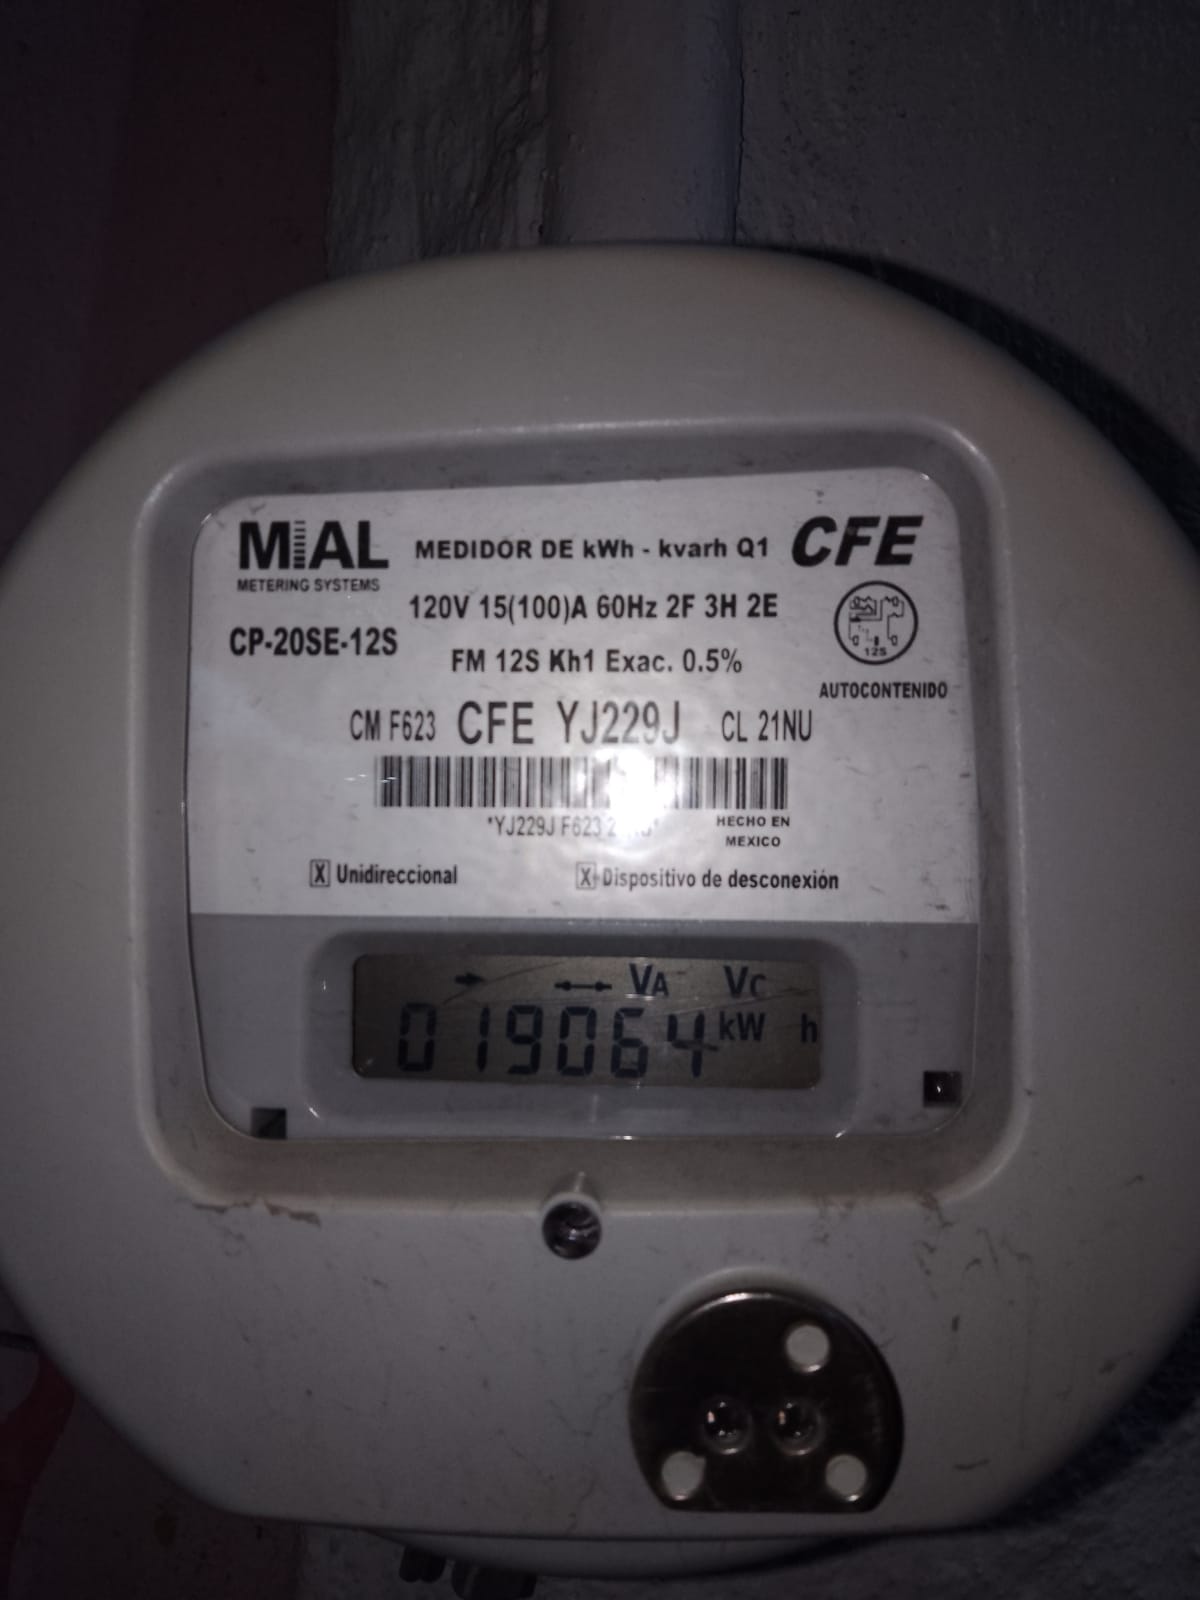 MIAL
METERING SYSTEMS
MEDIDOR DE kWh - kvarh Q1
CFE
120V 15(100)A 60Hz 2F 3H 2E
CP-20SE-12S
FM 12S Kh1 Exac. 0.5%
12S
AUTOCONTENIDO
CM F623 CFE YJ229J CL 21NU
*YJ229J F623
HECHO EN
MEXICO
X Unidireccional
X Dispositivo de desconexión
VA VC
019064 kW h